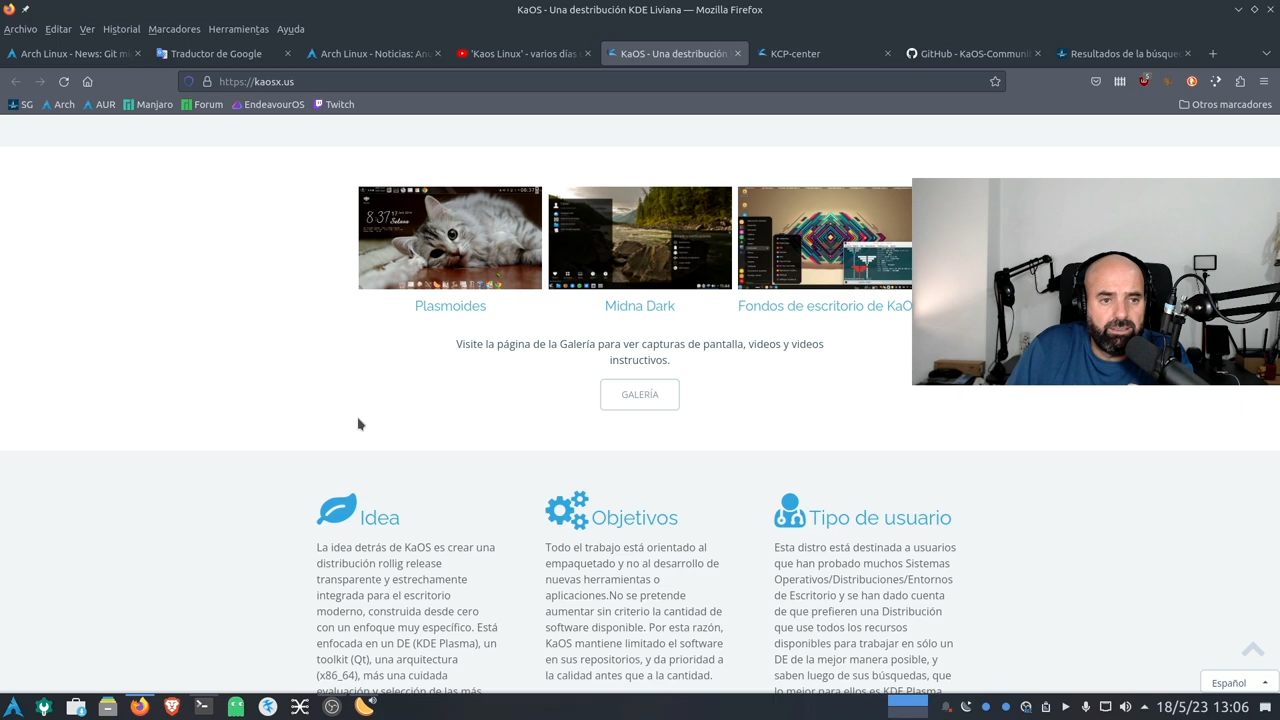 KaOS - Una destribución KDE Liviana — Mozilla Firefox
Archivo Editar Ver Historial Marcadores Herramientas Ayuda
Arch Linux - News: Git me
Traductor de Google
Arch Linux - Noticias: Anu
'Kaos Linux' - varios días
KaOS - Una destribución
KCP-center
GitHub - KaOS-Communit
Resultados de la búsque
https://kaosx.us
SG Arch AUR Manjaro Forum EndeavourOS Twitch Otros marcadores
8:37
Plasmoides
Midna Dark
Fondos de escritorio de KaO
Visite la página de la Galería para ver capturas de pantalla, videos y videos
instructivos.
GALERÍA
Idea
La idea detrás de KaOS es crear una
distribución rollig release
transparente y estrechamente
integrada para el escritorio
moderno, construida desde cero
con un enfoque muy específico. Está
enfocada en un DE (KDE Plasma), un
toolkit (Qt), una arquitectura
(x86_64), más una cuidada
evaluación y selección de las más
Objetivos
Todo el trabajo está orientado al
empaquetado y no al desarrollo de
nuevas herramientas o
aplicaciones.No se pretende
aumentar sin criterio la cantidad de
software disponible. Por esta razón,
KaOS mantiene limitado el software
en sus repositorios, y da prioridad a
la calidad antes que a la cantidad.
Tipo de usuario
Esta distro está destinada a usuarios
que han probado muchos Sistemas
Operativos/Distribuciones/Entornos
de Escritorio y se han dado cuenta
de que prefieren una Distribución
que use todos los recursos
disponibles para trabajar en sólo un
DE de la mejor manera posible, y
saben luego de sus búsquedas, que
lo mejor para ellos es KDE Plasma
Español
18/5/23 13:06